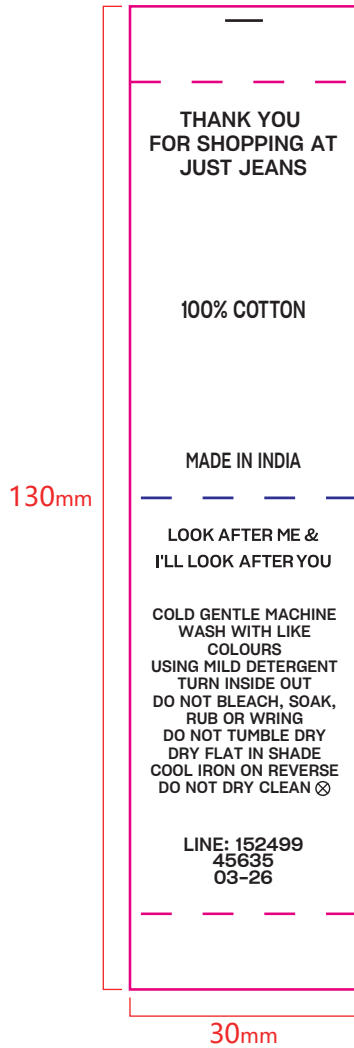 THANK YOU
FOR SHOPPING AT
JUST JEANS
100% COTTON
MADE IN INDIA
130mm
LOOK AFTER ME &
I'LL LOOK AFTER YOU
COLD GENTLE MACHINE
WASH WITH LIKE
COLOURS
USING MILD DETERGENT
TURN INSIDE OUT
DO NOT BLEACH, SOAK,
RUB OR WRING
DO NOT TUMBLE DRY
DRY FLAT IN SHADE
COOL IRON ON REVERSE
DO NOT DRY CLEAN
LINE: 152499
45635
03-26
30mm